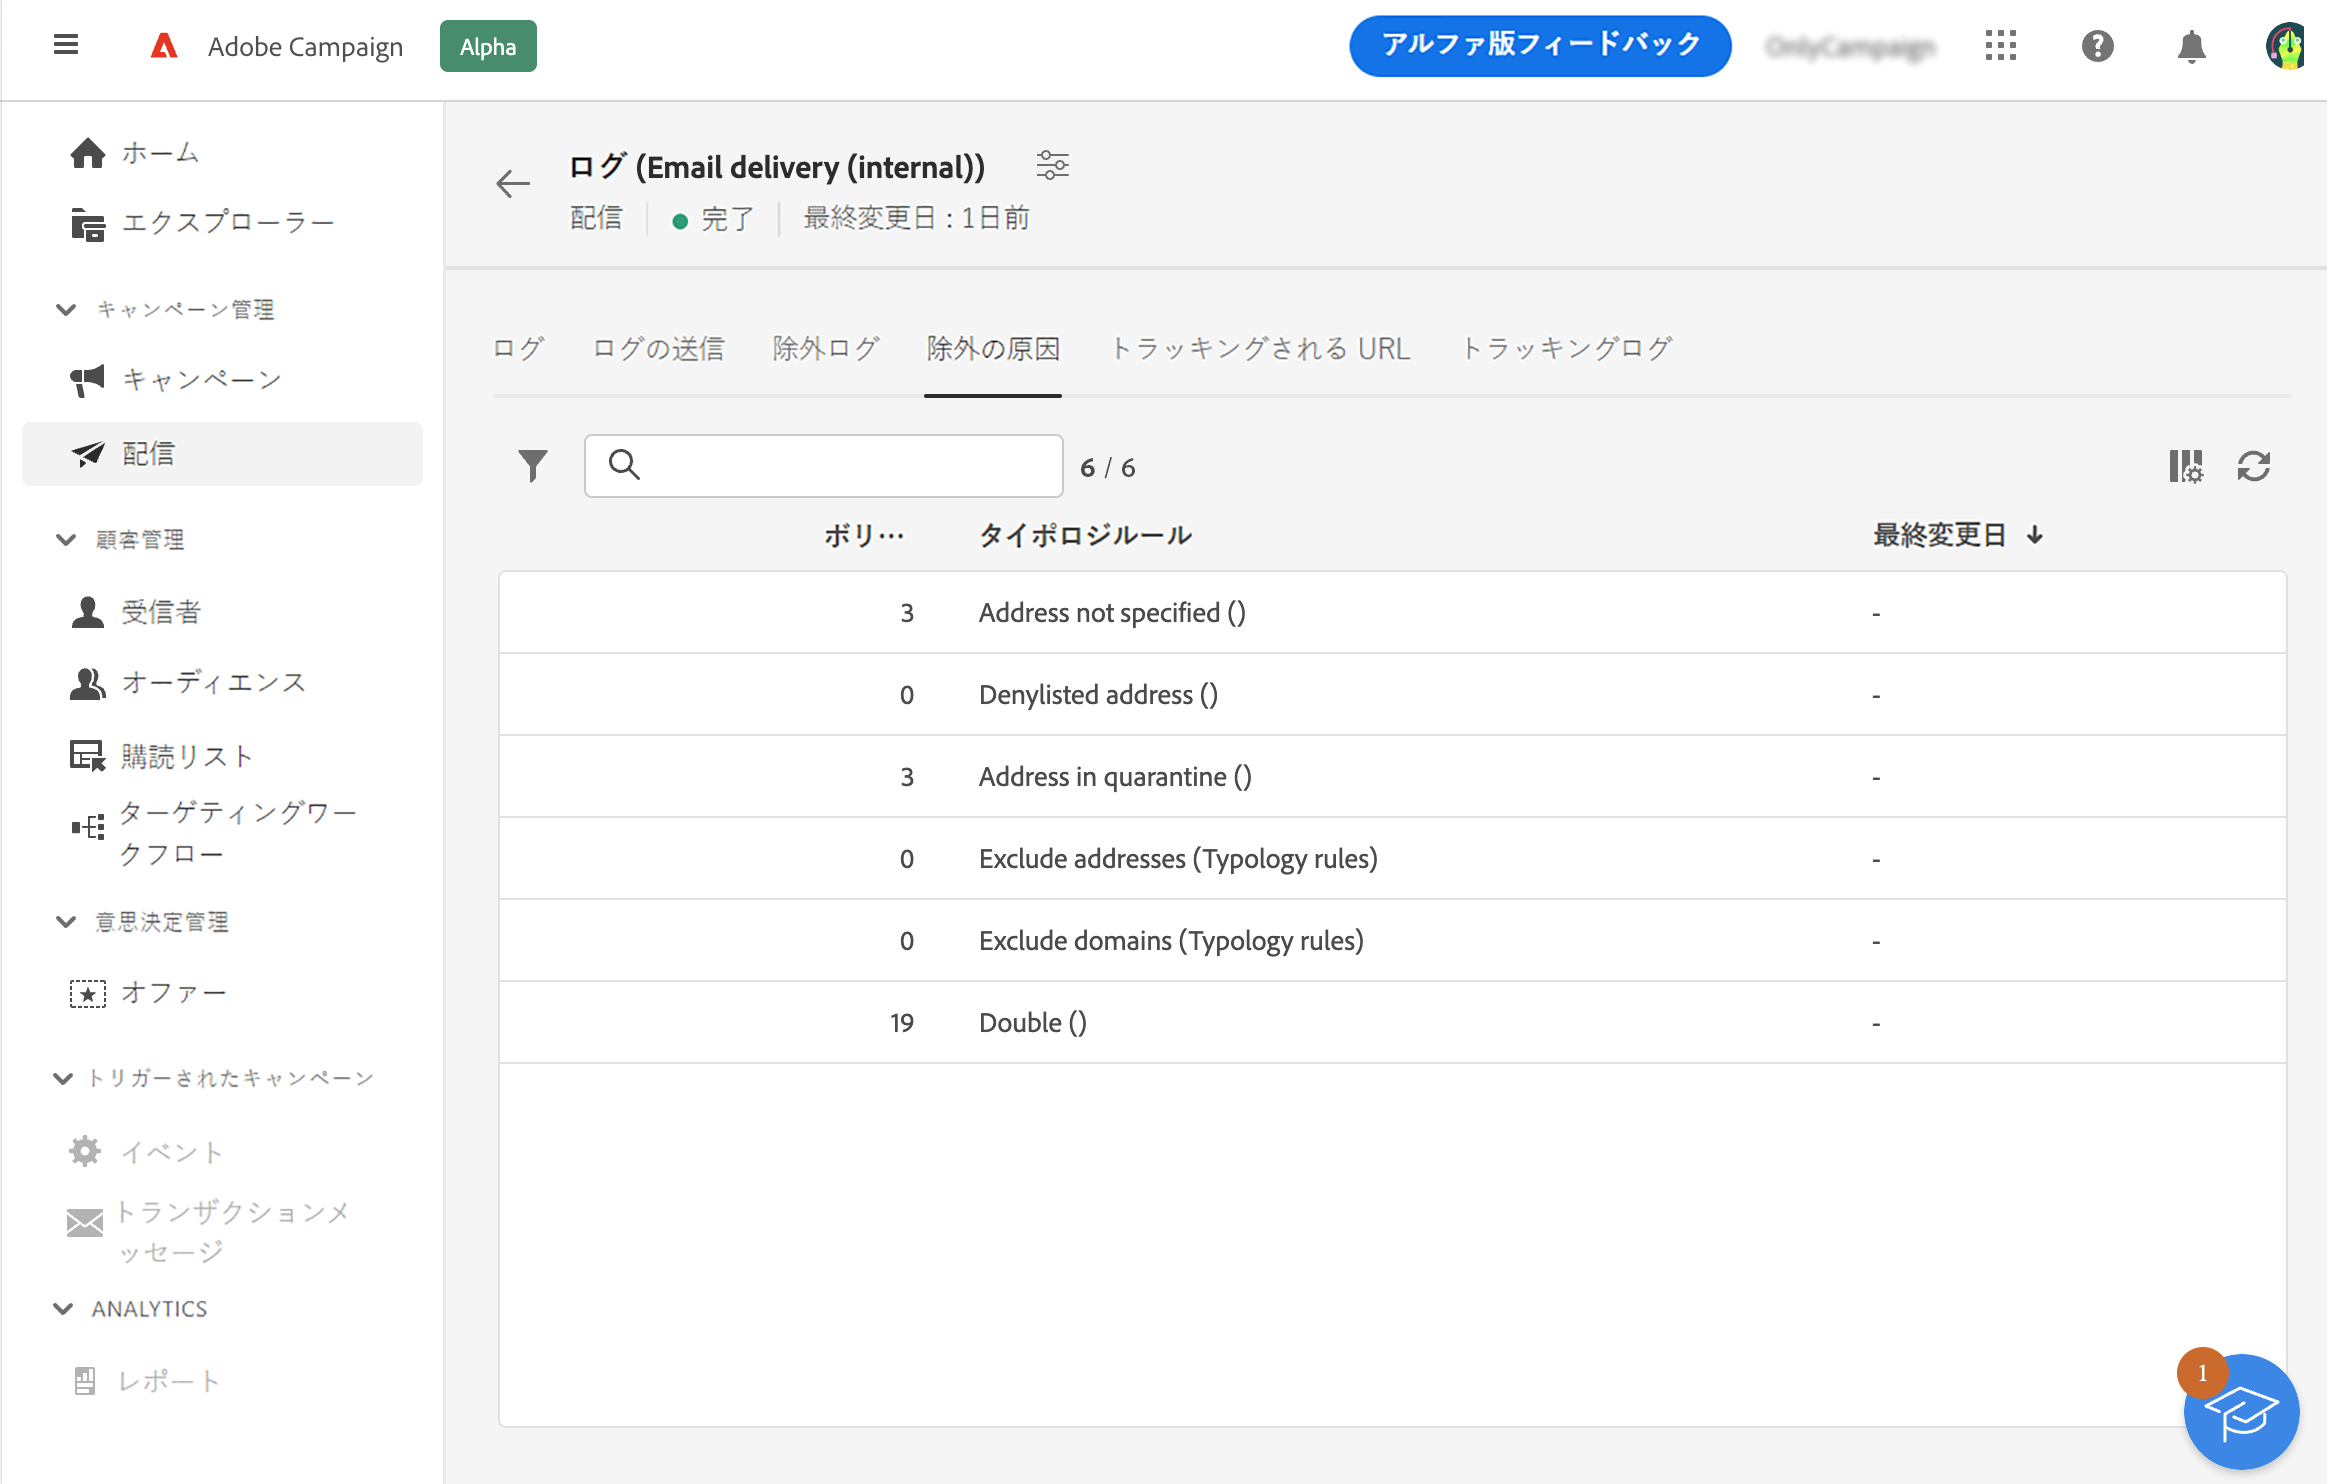 Adobe Campaign
Alpha
アルファ版フィードバック
OnlyCampaign
ホーム
エクスプローラー
キャンペーン管理
キャンペーン
配信
顧客管理
受信者
オーディエンス
購読リスト
ターゲティングワー
クフロー
意思決定管理
オファー
トリガーされたキャンペーン
イベント
トランザクションメ
ッセージ
ANALYTICS
レポート
ログ (Email delivery (internal))
配信
完了
最終変更日 : 1日前
ログ
ログの送信
除外ログ
除外の原因
トラッキングされる URL
トラッキングログ
6 / 6
ボリ…
タイポロジルール
最終変更日
3
Address not specified ()
-
0
Denylisted address ()
-
3
Address in quarantine ()
-
0
Exclude addresses (Typology rules)
-
0
Exclude domains (Typology rules)
-
19
Double ()
-
1